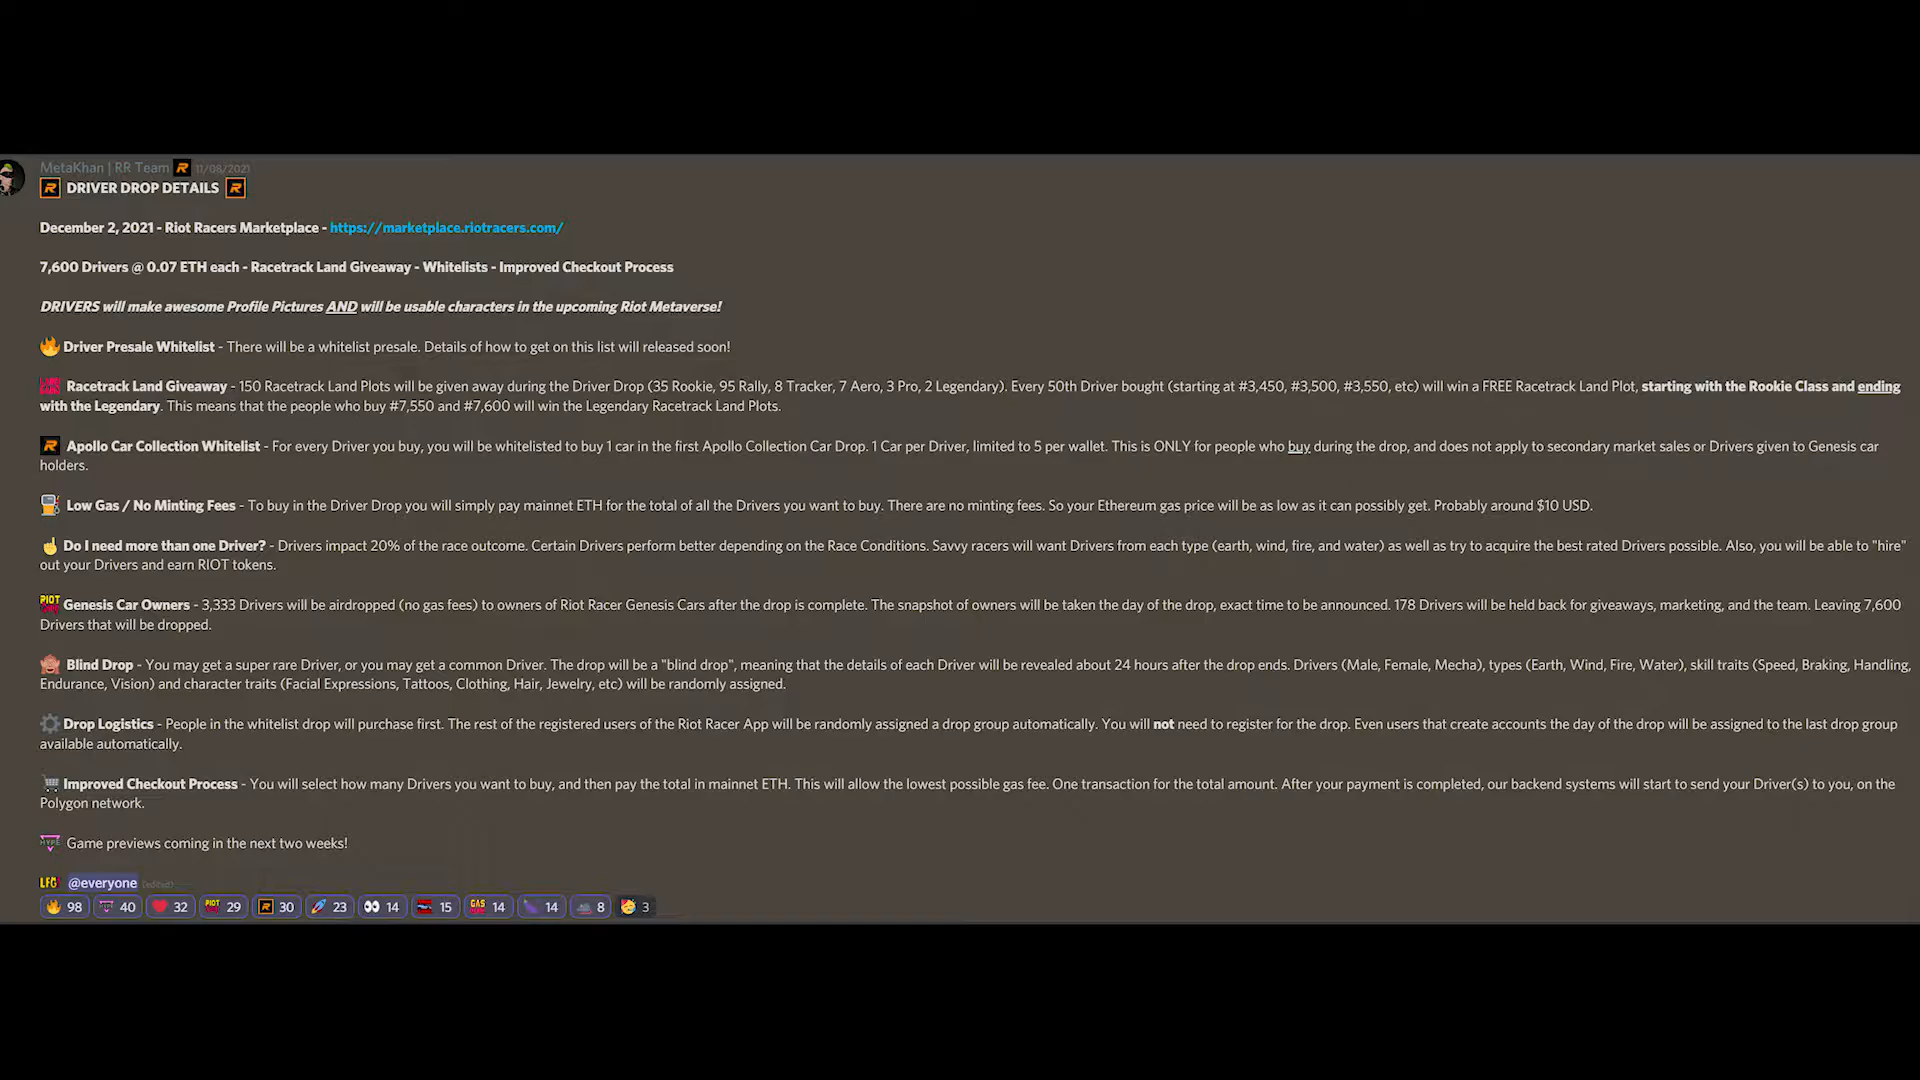 MetaKhan | RR Team R 11/08/2021
R DRIVER DROP DETAILS R
December 2, 2021 - Riot Racers Marketplace - https://marketplace.riotracers.com/
7,600 Drivers @ 0.07 ETH each - Racetrack Land Giveaway - Whitelists - Improved Checkout Process
DRIVERS will make awesome Profile Pictures AND will be usable characters in the upcoming Riot Metaverse!
Driver Presale Whitelist - There will be a whitelist presale. Details of how to get on this list will released soon!
Racetrack Land Giveaway - 150 Racetrack Land Plots will be given away during the Driver Drop (35 Rookie, 95 Rally, 8 Tracker, 7 Aero, 3 Pro, 2 Legendary). Every 50th Driver bought (starting at #3,450, #3,500, #3,550, etc) will win a FREE Racetrack Land Plot, starting with the Rookie Class and ending
with the Legendary. This means that the people who buy #7,550 and #7,600 will win the Legendary Racetrack Land Plots.
R Apollo Car Collection Whitelist - For every Driver you buy, you will be whitelisted to buy 1 car in the first Apollo Collection Car Drop. 1 Car per Driver, limited to 5 per wallet. This is ONLY for people who buy during the drop, and does not apply to secondary market sales or Drivers given to Genesis car
holders.
Low Gas / No Minting Fees - To buy in the Driver Drop you will simply pay mainnet ETH for the total of all the Drivers you want to buy. There are no minting fees. So your Ethereum gas price will be as low as it can possibly get. Probably around $10 USD.
Do I need more than one Driver? - Drivers impact 20% of the race outcome. Certain Drivers perform better depending on the Race Conditions. Savvy racers will want Drivers from each type (earth, wind, fire, and water) as well as try to acquire the best rated Drivers possible. Also, you will be able to "hire"
out your Drivers and earn RIOT tokens.
RIOT Genesis Car Owners - 3,333 Drivers will be airdropped (no gas fees) to owners of Riot Racer Genesis Cars after the drop is complete. The snapshot of owners will be taken the day of the drop, exact time to be announced. 178 Drivers will be held back for giveaways, marketing, and the team. Leaving 7,600
Drivers that will be dropped.
Blind Drop - You may get a super rare Driver, or you may get a common Driver. The drop will be a "blind drop", meaning that the details of each Driver will be revealed about 24 hours after the drop ends. Drivers (Male, Female, Mecha), types (Earth, Wind, Fire, Water), skill traits (Speed, Braking, Handling,
Endurance, Vision) and character traits (Facial Expressions, Tattoos, Clothing, Hair, Jewelry, etc) will be randomly assigned.
Drop Logistics - People in the whitelist drop will purchase first. The rest of the registered users of the Riot Racer App will be randomly assigned a drop group automatically. You will not need to register for the drop. Even users that create accounts the day of the drop will be assigned to the last drop group
available automatically.
Improved Checkout Process - You will select how many Drivers you want to buy, and then pay the total in mainnet ETH. This will allow the lowest possible gas fee. One transaction for the total amount. After your payment is completed, our backend systems will start to send your Driver(s) to you, on the
Polygon network.
HYPE Game previews coming in the next two weeks!
LFG @everyone (edited)
98 HYPE 40 32 RIOT 29 R 30 23 14 15 GAS 14 14 8 3